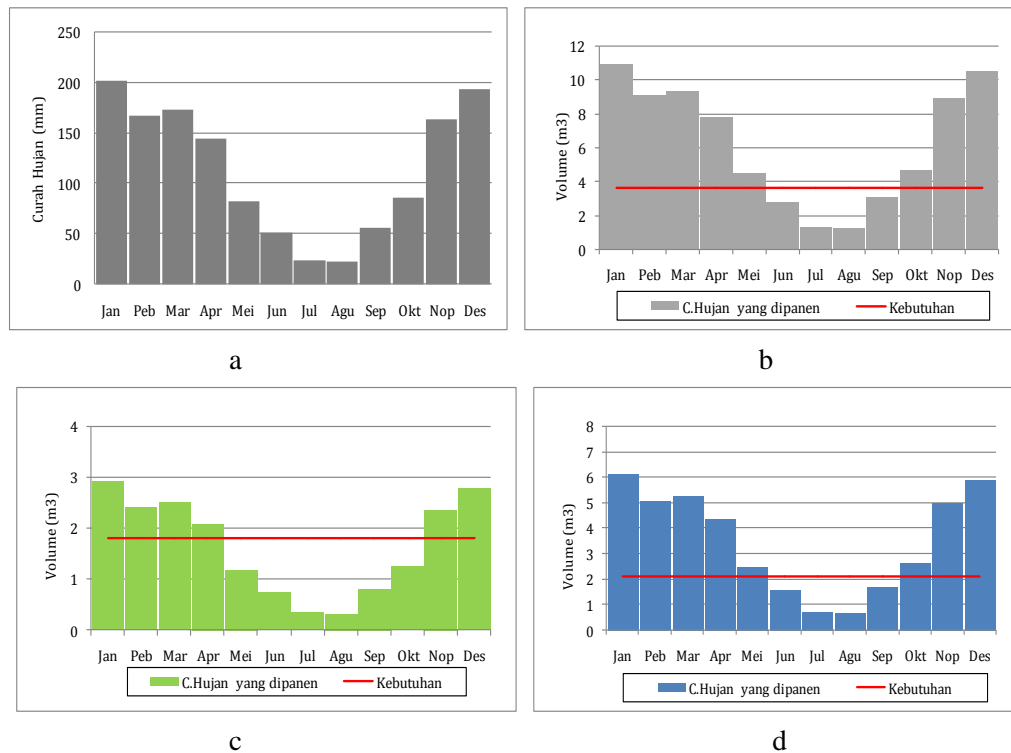 250
200
150
100
50
0
Curah Hujan (mm)
Jan Peb Mar Apr Mei Jun Jul Agu Sep Okt Nop Des
a
12
10
8
6
4
2
0
Volume (m3)
Jan Peb Mar Apr Mei Jun Jul Agu Sep Okt Nop Des
C.Hujan yang dipanen Kebutuhan
b
4
3
2
1
0
Volume (m3)
Jan Peb Mar Apr Mei Jun Jul Agu Sep Okt Nop Des
C.Hujan yang dipanen Kebutuhan
c
8
7
6
5
4
3
2
1
0
Volume (m3)
Jan Peb Mar Apr Mei Jun Jul Agu Sep Okt Nop Des
C.Hujan yang dipanen Kebutuhan
d